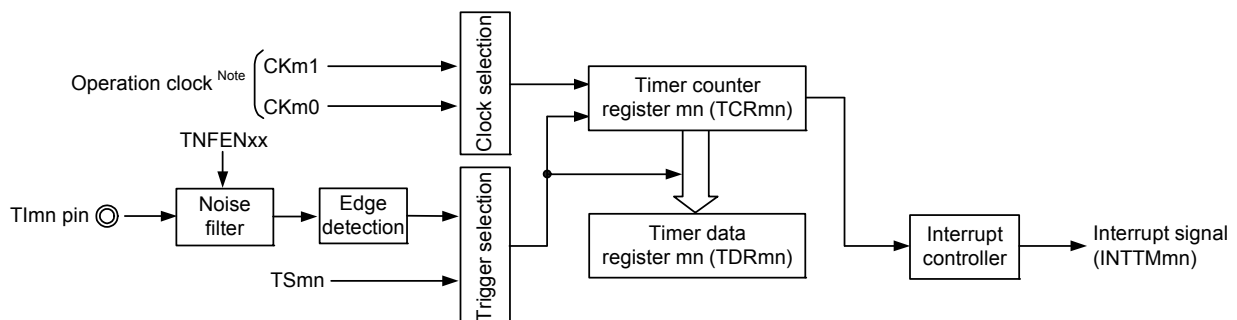 Operation clock Note
CKm1
CKm0
Clock selection
Timer counter
register mn (TCRmn)
TNFENxx
TImn pin
Noise
filter
Edge
detection
TSmn
Trigger selection
Timer data
register mn (TDRmn)
Interrupt
controller
Interrupt signal
(INTTMmn)